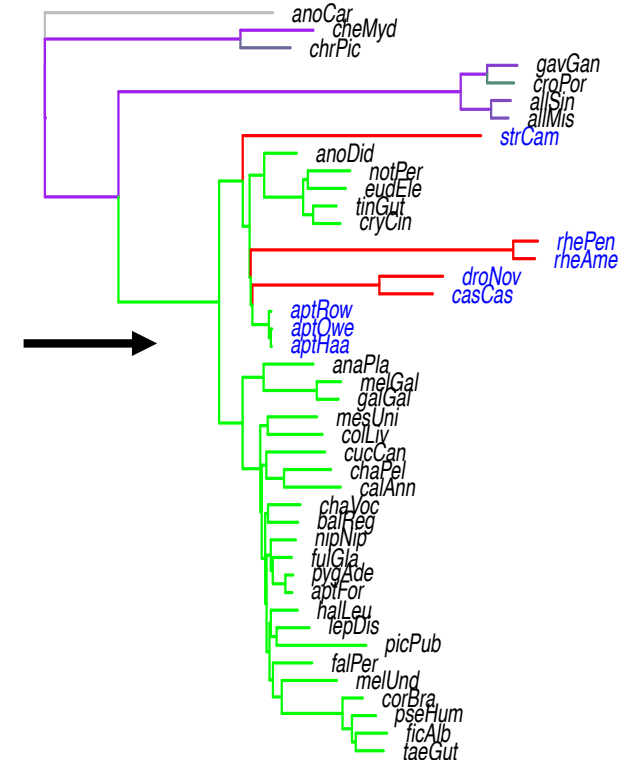 anoCar
cheMyd
chrPic
gavGan
croPor
allSin
allMis
strCam
anoDid
notPer
eudEle
tinGut
cryCin
rhePen
rheAme
droNov
casCas
aptRow
aptOwe
aptHaa
anaPla
melGal
galGal
mesUni
colLiv
cucCan
chaPel
calAnn
chaVoc
balReg
nipNip
fulGla
pygAde
aptFor
halLeu
lepDis
picPub
falPer
melUnd
corBra
pseHum
ficAlb
taeGut